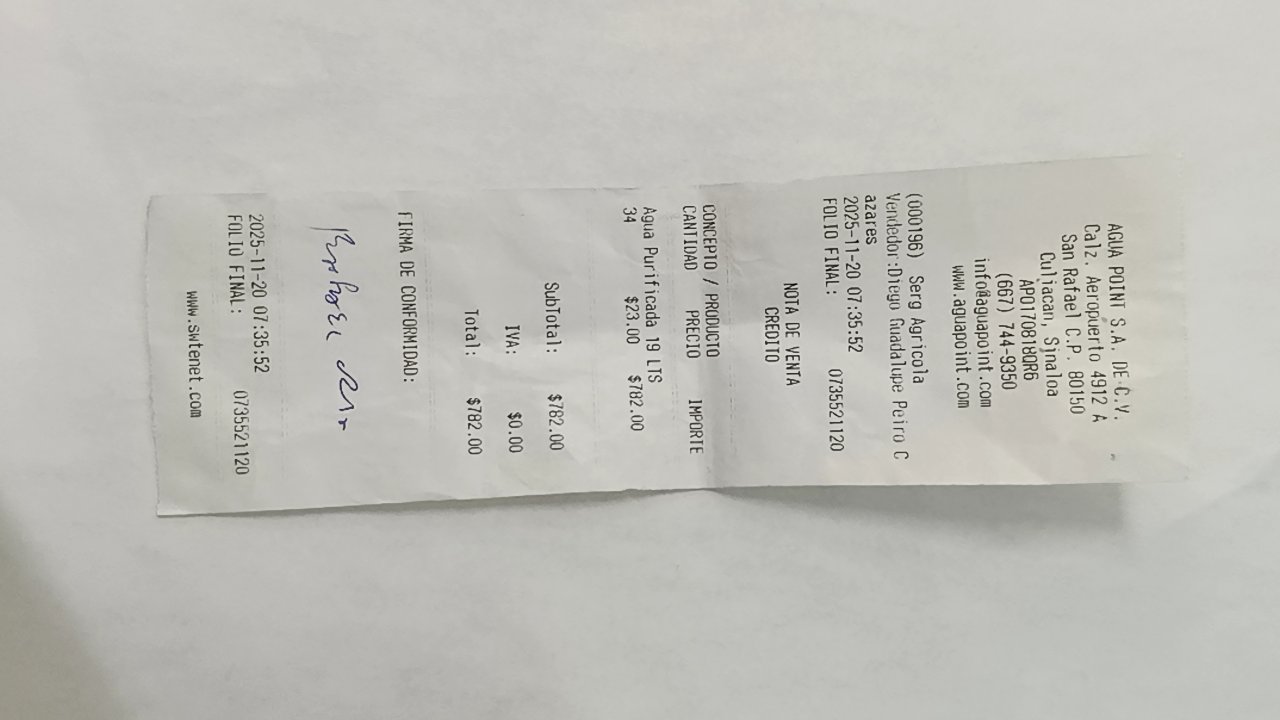 AGUA POINT S.A. DE C.V.
Calz. Aeropuerto 4912 A
San Rafael C.P. 80150
Culiacan, Sinaloa
APO170818QR6
(667) 744-9350
info@aguapoint.com
www.aguapoint.com
(000196) Serg Agricola
Vendedor:Diego Guadalupe Peiro C
azares
2025-11-20 07:35:52
FOLIO FINAL: 0735521120
NOTA DE VENTA
CREDITO
CONCEPTO / PRODUCTO
CANTIDAD PRECIO IMPORTE
Agua Purificada 19 LTS
34 $23.00 $782.00
SubTotal: $782.00
IVA: $0.00
Total: $782.00
FIRMA DE CONFORMIDAD:
2025-11-20 07:35:52
FOLIO FINAL: 0735521120
www.swtenet.com